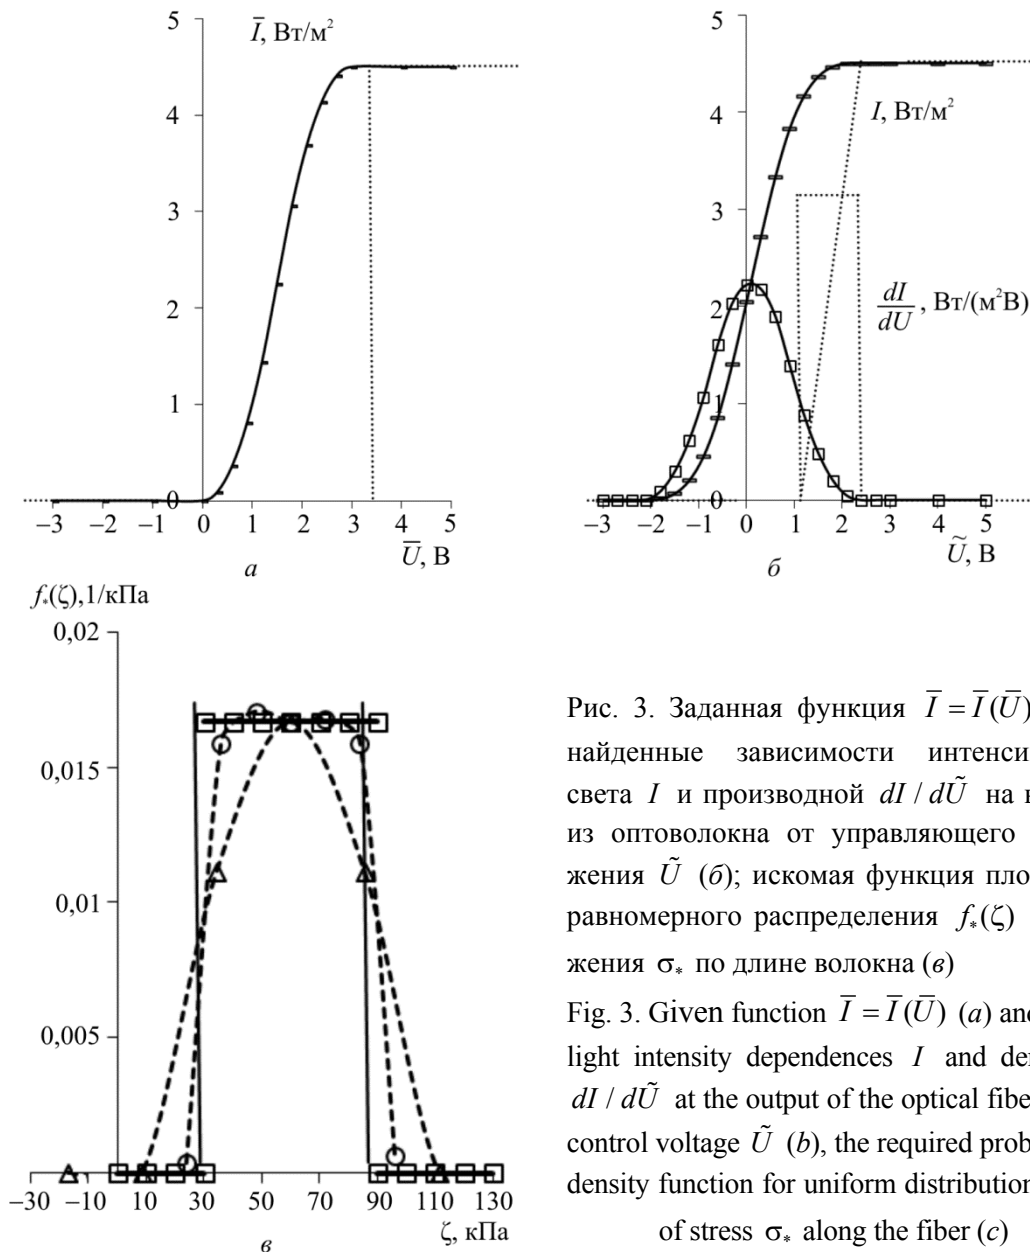 5
4
3
2
1
0
Ī, Вт/м²
−3 −2 −1 0 1 2 3 4 5
Ū, В
а
5
4
3
2
1
0
I, Вт/м²
dI/dU, Вт/(м²В)
−3 −2 −1 0 1 2 3 4 5
Ũ, В
б
f*(ζ),1/кПа
0,02
0,015
0,01
0,005
−30 −10 10 30 50 70 90 110 130
ζ, кПа
в
Рис. 3. Заданная функция Ī = Ī(Ū)
найденные зависимости интенси
света I и производной dI / dŨ на
из оптоволокна от управляющего
жения Ũ (б); искомая функция пло
равномерного распределения f*(ζ)
жения σ* по длине волокна (в)
Fig. 3. Given function Ī = Ī(Ū) (a) and
light intensity dependences I and de
dI / dŨ at the output of the optical fibe
control voltage Ũ (b), the required prob
density function for uniform distribution
of stress σ* along the fiber (c)